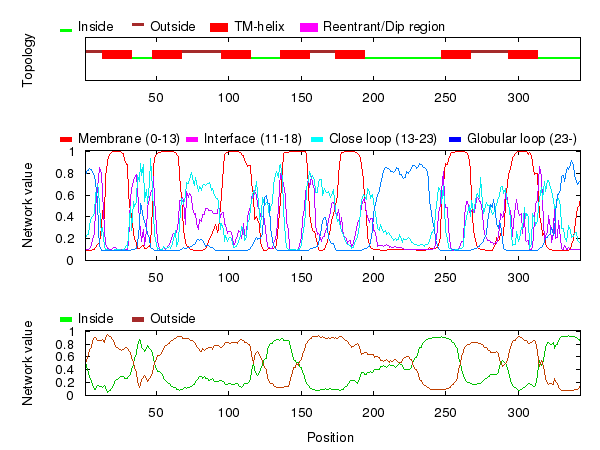 Inside Outside TM-helix Reentrant/Dip region
Topology
50 100 150 200 250 300
Membrane (0-13) Interface (11-18) Close loop (13-23) Globular loop (23-)
Network value
1
0.8
0.6
0.4
0.2
0
50 100 150 200 250 300
Inside Outside
Network value
1
0.8
0.6
0.4
0.2
0
50 100 150 200 250 300
Position